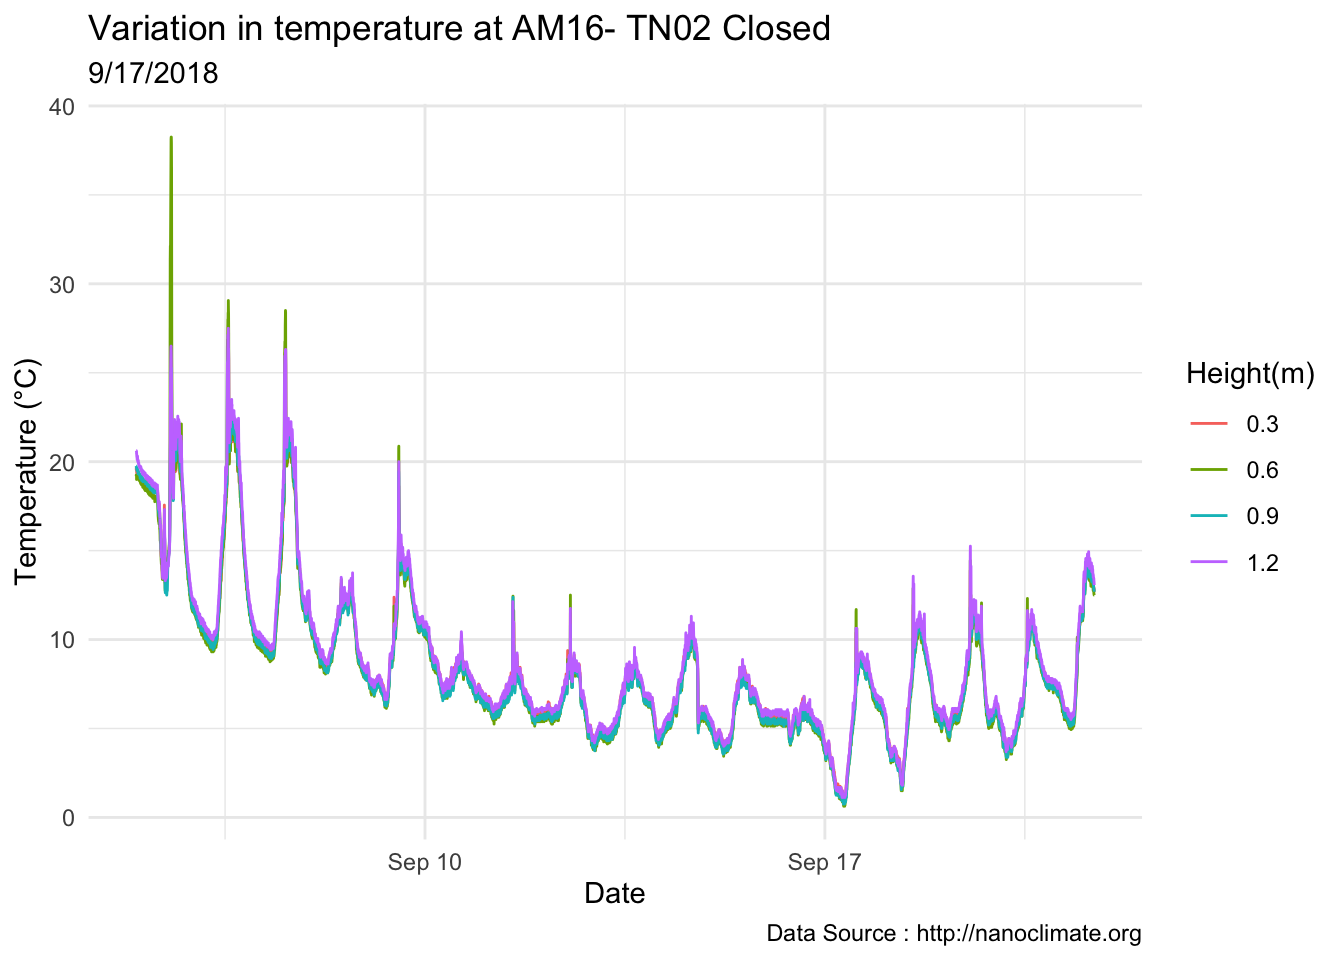 Variation in temperature at AM16- TN02 Closed
9/17/2018
40
30
20
10
0
Temperature (°C)
Sep 10
Sep 17
Date
Height(m)
0.3
0.6
0.9
1.2
Data Source : http://nanoclimate.org